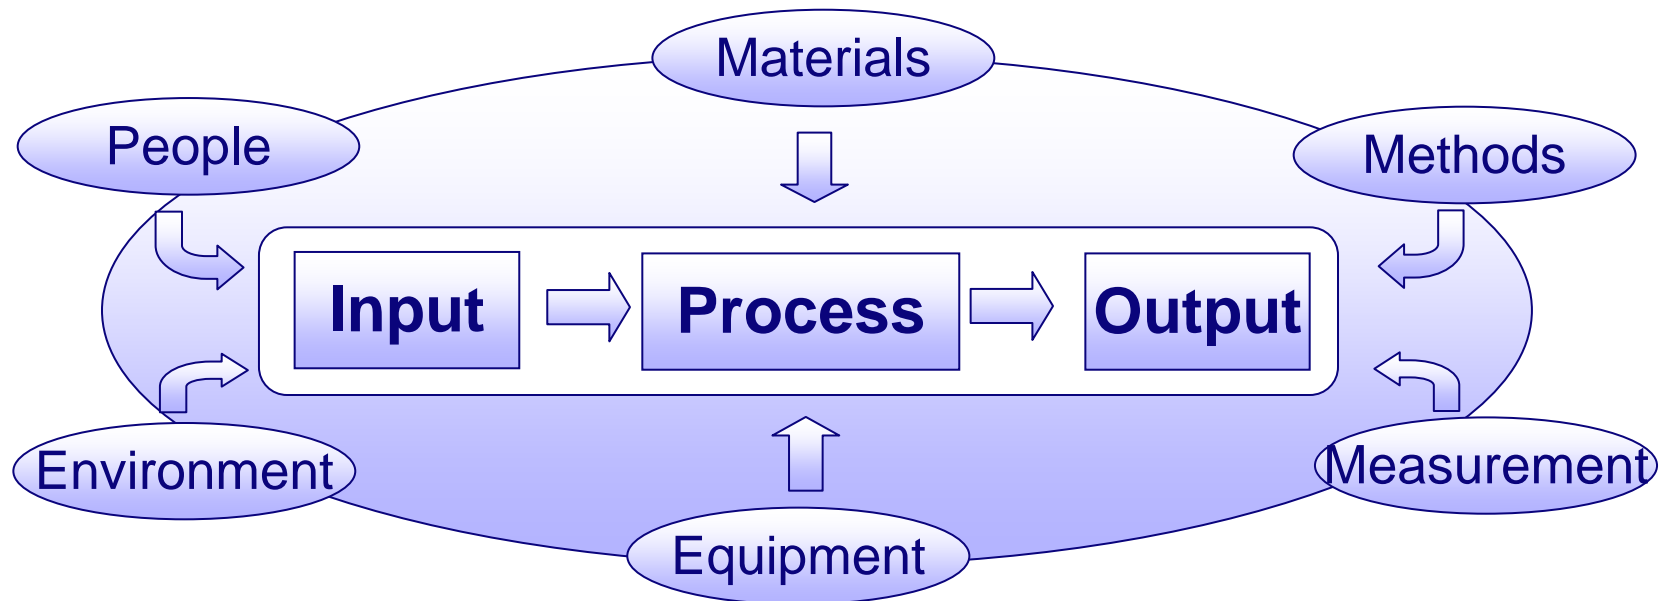 Materials
People
Methods
Input
Process
Output
Environment
Measurement
Equipment